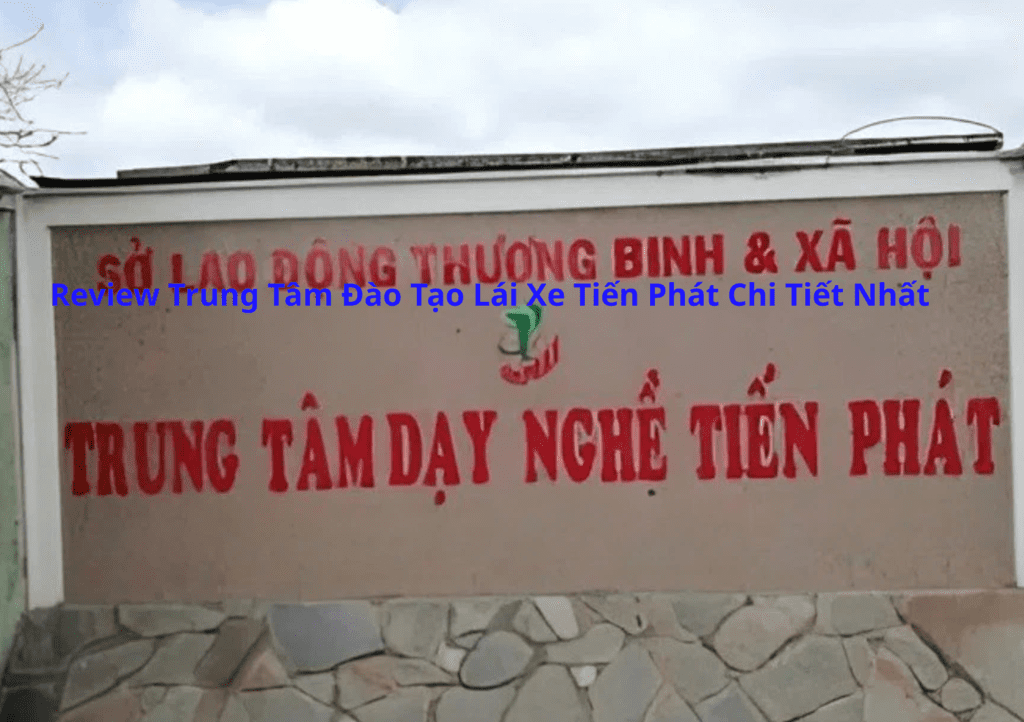 SỞ LAO ĐỘNG THƯƠNG BINH & XÃ HỘI
Review Trung Tâm Đào Tạo Lái Xe Tiến Phát Chi Tiết Nhất
TRUNG TÂM DẠY NGHỀ TIẾN PHÁT